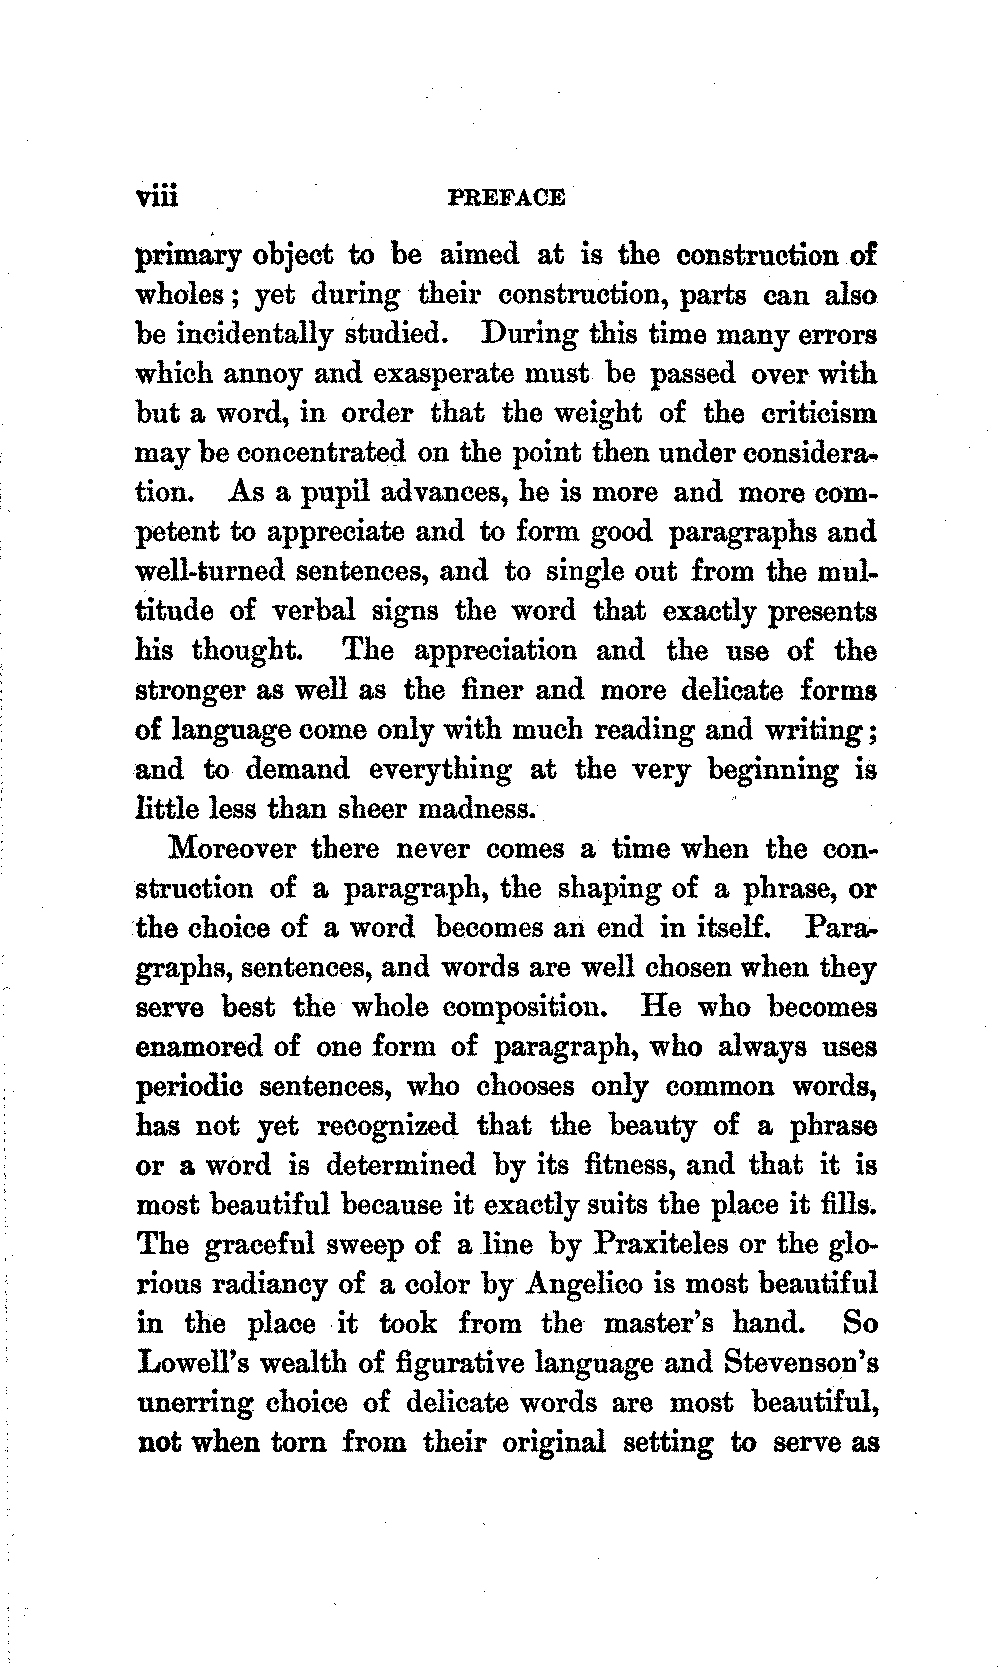 viii PREFACE
primary object to be aimed at is the construction of
wholes; yet during their construction, parts can also
be incidentally studied. During this time many errors
which annoy and exasperate must be passed over with
but a word, in order that the weight of the criticism
may be concentrated on the point then under considera-
tion. As a pupil advances, he is more and more com-
petent to appreciate and to form good paragraphs and
well-turned sentences, and to single out from the mul-
titude of verbal signs the word that exactly presents
his thought. The appreciation and the use of the
stronger as well as the finer and more delicate forms
of language come only with much reading and writing;
and to demand everything at the very beginning is
little less than sheer madness.
Moreover there never comes a time when the con-
struction of a paragraph, the shaping of a phrase, or
the choice of a word becomes an end in itself. Para-
graphs, sentences, and words are well chosen when they
serve best the whole composition. He who becomes
enamored of one form of paragraph, who always uses
periodic sentences, who chooses only common words,
has not yet recognized that the beauty of a phrase
or a word is determined by its fitness, and that it is
most beautiful because it exactly suits the place it fills.
The graceful sweep of a line by Praxiteles or the glo-
rious radiancy of a color by Angelico is most beautiful
in the place it took from the master's hand. So
Lowell's wealth of figurative language and Stevenson's
unerring choice of delicate words are most beautiful,
not when torn from their original setting to serve as